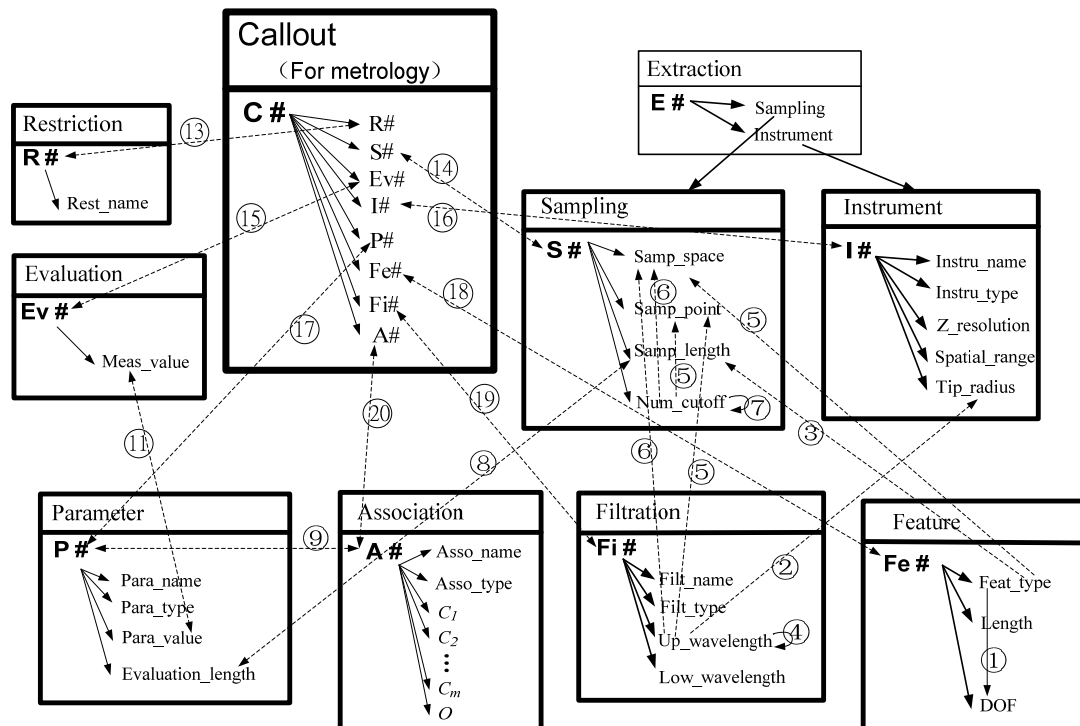 Callout
（For metrology）
C #
R#
S#
Ev#
I#
P#
Fe#
Fi#
A#
Extraction
E #
Sampling
Instrument
Restriction
R #
Rest_name
⑬
⑭
⑮
⑯
Evaluation
Ev #
Meas_value
Sampling
S #
Samp_space
⑥
Samp_point
Samp_length
⑤
Num_cutoff
⑦
Instrument
I #
Instru_name
Instru_type
Z_resolution
Spatial_range
Tip_radius
⑱
⑰
⑤
⑳
⑲
③
⑪
⑧
⑥
⑤
Parameter
P #
Para_name
Para_type
Para_value
Evaluation_length
⑨
Association
A #
Asso_name
Asso_type
C1
C2
⋮
Cm
O
Filtration
Fi #
Filt_name
Filt_type
Up_wavelength
④
Low_wavelength
②
Feature
Fe #
Feat_type
Length
①
DOF